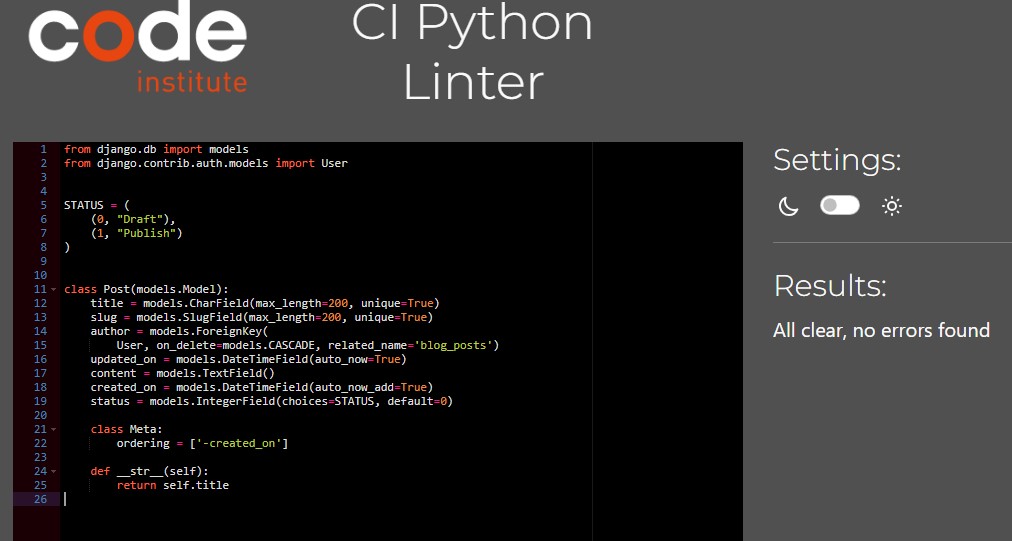 code
institute
CI Python
Linter
1 from django.db import models
2 from django.contrib.auth.models import User
3
4
5 STATUS = (
6     (0, "Draft"),
7     (1, "Publish")
8 )
9
10
11 class Post(models.Model):
12     title = models.CharField(max_length=200, unique=True)
13     slug = models.SlugField(max_length=200, unique=True)
14     author = models.ForeignKey(
15         User, on_delete=models.CASCADE, related_name='blog_posts')
16     updated_on = models.DateTimeField(auto_now=True)
17     content = models.TextField()
18     created_on = models.DateTimeField(auto_now_add=True)
19     status = models.IntegerField(choices=STATUS, default=0)
20
21     class Meta:
22         ordering = ['-created_on']
23
24     def __str__(self):
25         return self.title
26
Settings:
Results:
All clear, no errors found